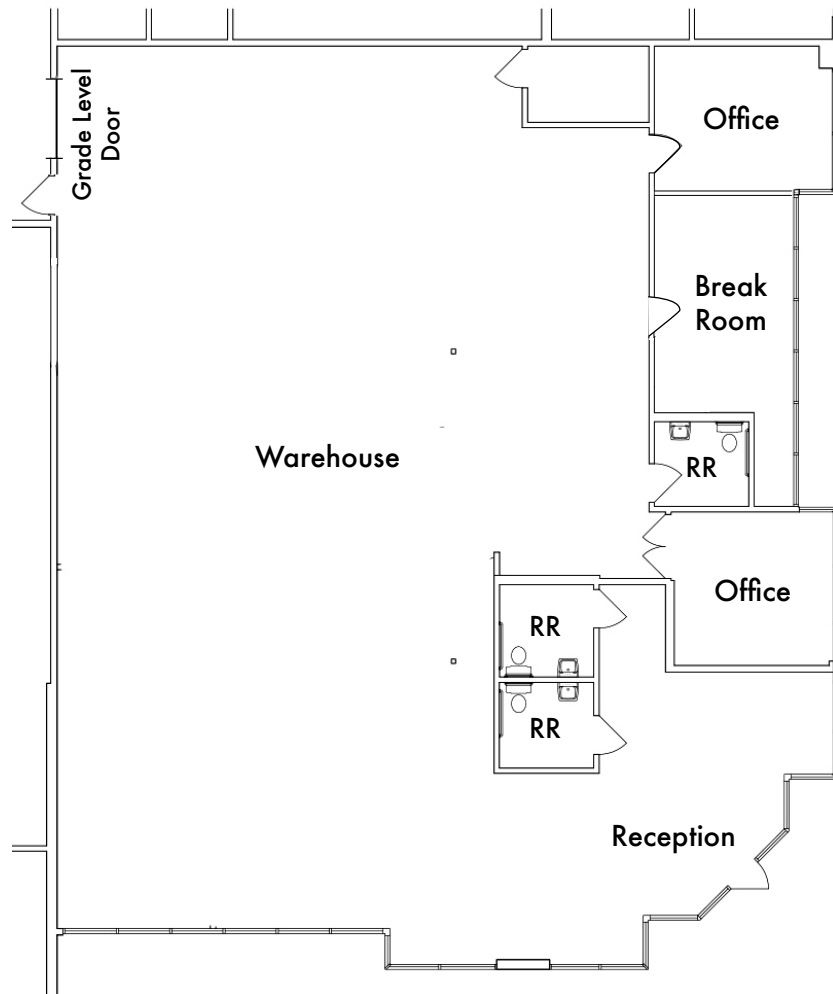 Grade Level
Door
Office
Break
Room
Warehouse
RR
Office
RR
RR
Reception